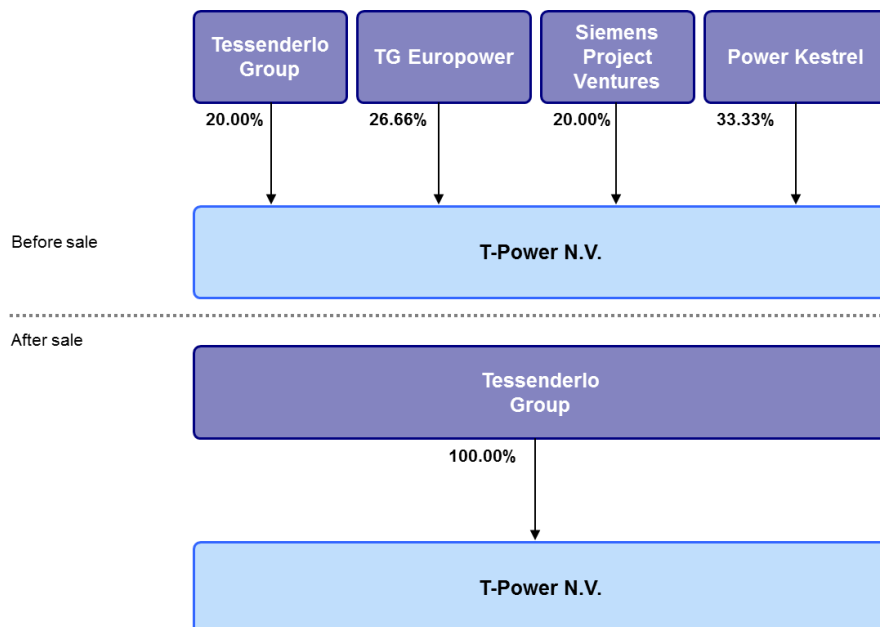 Tessenderlo
Group
TG Europower
Siemens
Project
Ventures
Power Kestrel
20.00%
26.66%
20.00%
33.33%
Before sale
T-Power N.V.
After sale
Tessenderlo
Group
100.00%
T-Power N.V.